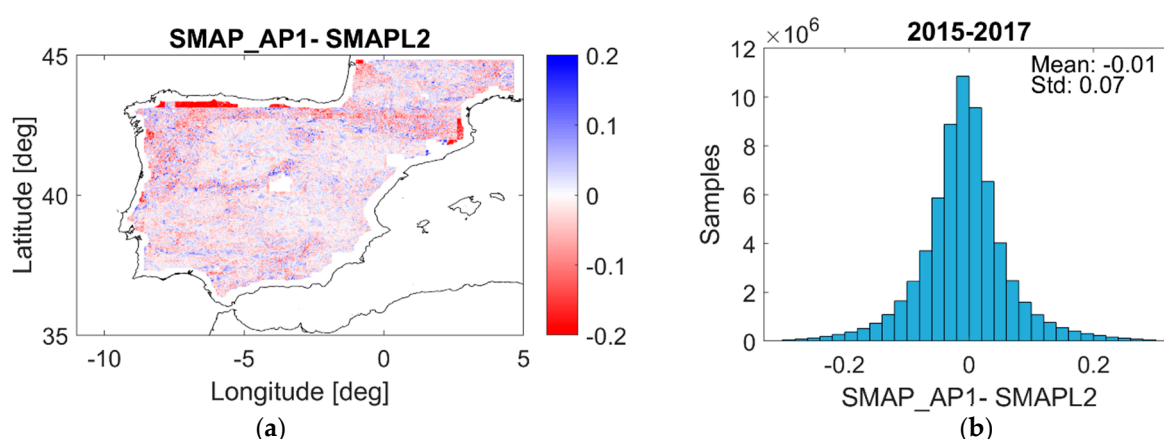 SMAP_AP1- SMAPL2
45
40
35
Latitude [deg]
-10
-5
0
5
Longitude [deg]
0.2
0.1
0
-0.1
-0.2
(a)
2015-2017
×10⁶
12
10
8
6
4
2
0
Samples
Mean: -0.01
Std: 0.07
-0.2
0
0.2
SMAP_AP1- SMAPL2
(b)